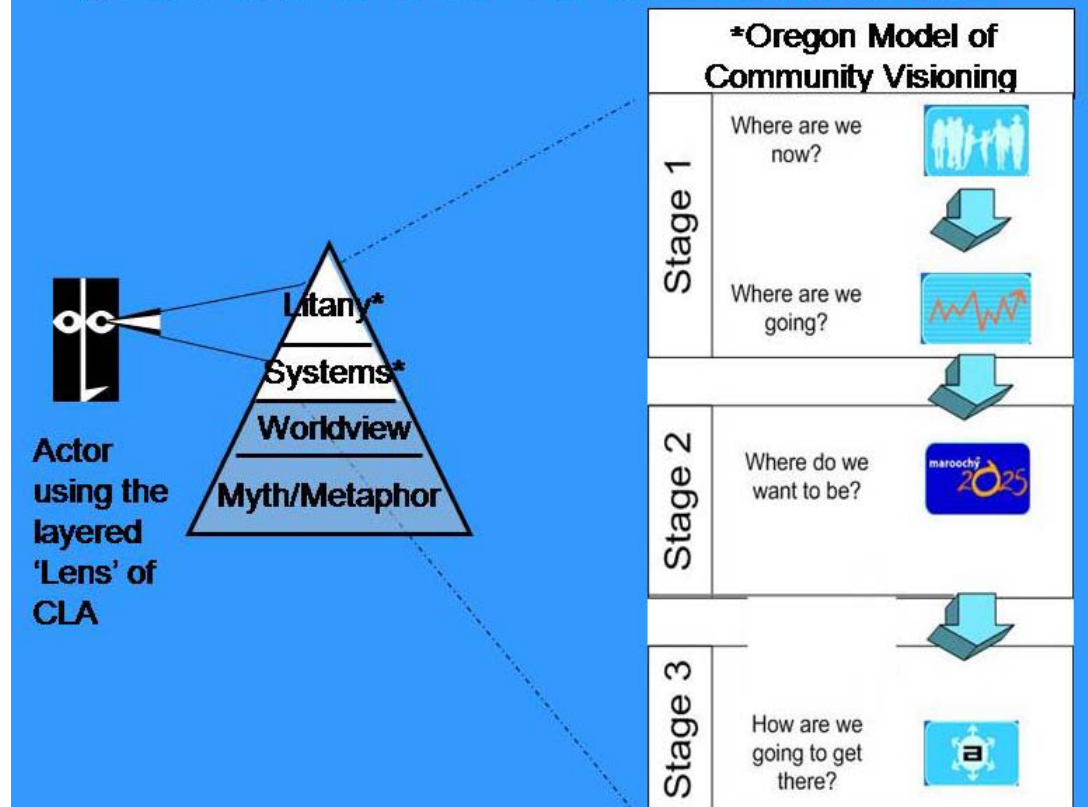 *Oregon Model of
Community Visioning
Stage 1
Where are we
now?
Where are we
going?
Stage 2
Where do we
want to be?
maroochy
2025
Stage 3
How are we
going to get
there?
a
Litany*
Systems*
Worldview
Myth/Metaphor
Actor
using the
layered
‘Lens’ of
CLA